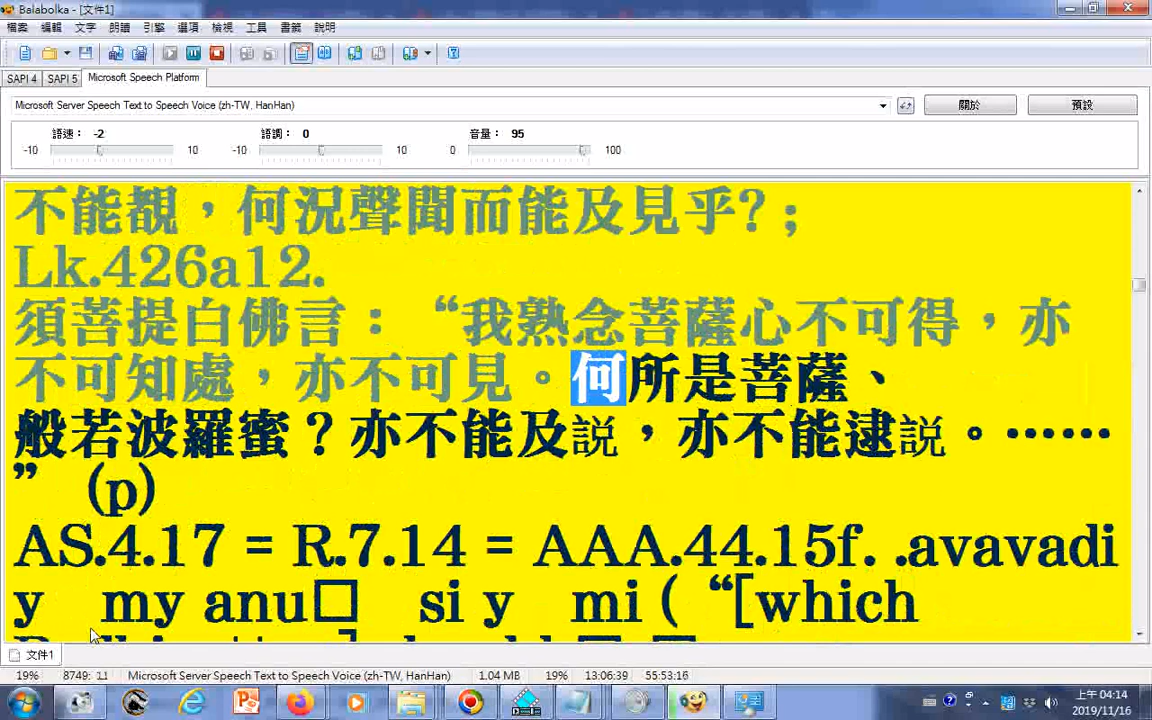 Balabolka - [文件1]
檔案 編輯 文字 朗讀 引擎 選項 檢視 工具 書籤 說明
SAPI 4 SAPI 5 Microsoft Speech Platform
Microsoft Server Speech Text to Speech Voice (zh-TW, HanHan) 關於 預設
語速： -2 語調： 0 音量： 95
-10 10 -10 10 0 100
不能覩，何況聲聞而能及見乎？；
Lk.426a12.
須菩提白佛言：“我熟念菩薩心不可得，亦
不可知處，亦不可見。何所是菩薩、
般若波羅蜜？亦不能及説，亦不能逮説。……
” (p)
AS.4.17 = R.7.14 = AAA.44.15f. .avavadi
y my anu□ si y mi ( “[which
文件1
19% 8749: 11 Microsoft Server Speech Text to Speech Voice (zh-TW, HanHan) 1.04 MB 19% 13:06:39 55:53:16
上午 04:14
2019/11/16